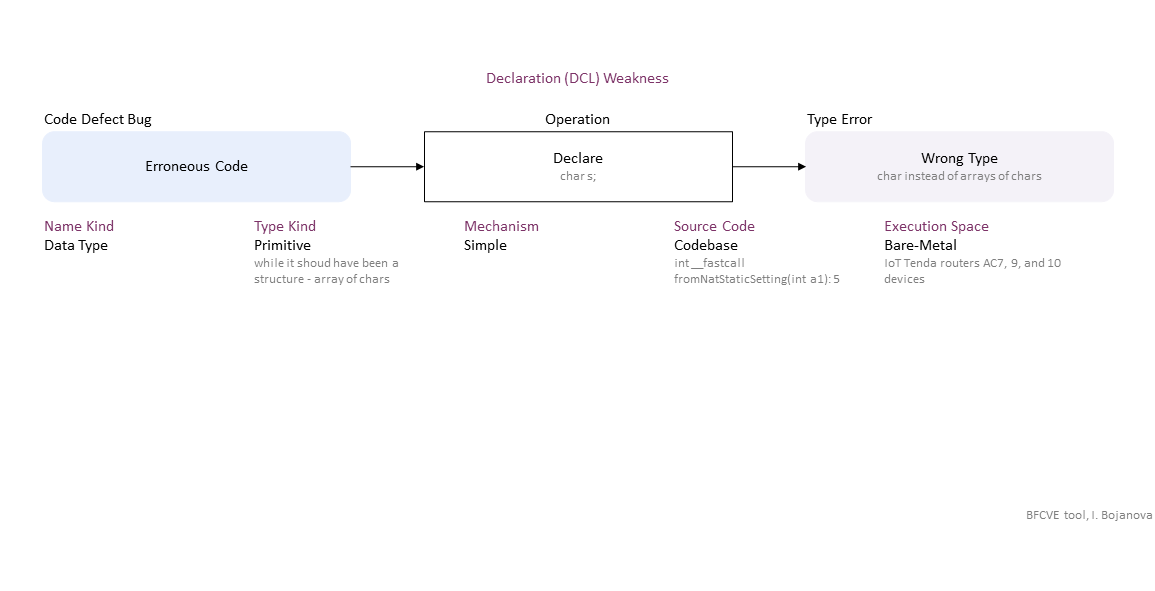 Declaration (DCL) Weakness
Code Defect Bug
Operation
Type Error
Erroneous Code
Declare
char s;
Wrong Type
char instead of arrays of chars
Name Kind
Data Type
Type Kind
Primitive
while it shoud have been a
structure - array of chars
Mechanism
Simple
Source Code
Codebase
int __fastcall
fromNatStaticSetting(int a1): 5
Execution Space
Bare-Metal
IoT Tenda routers AC7, 9, and 10
devices
BFCVE tool, I. Bojanova